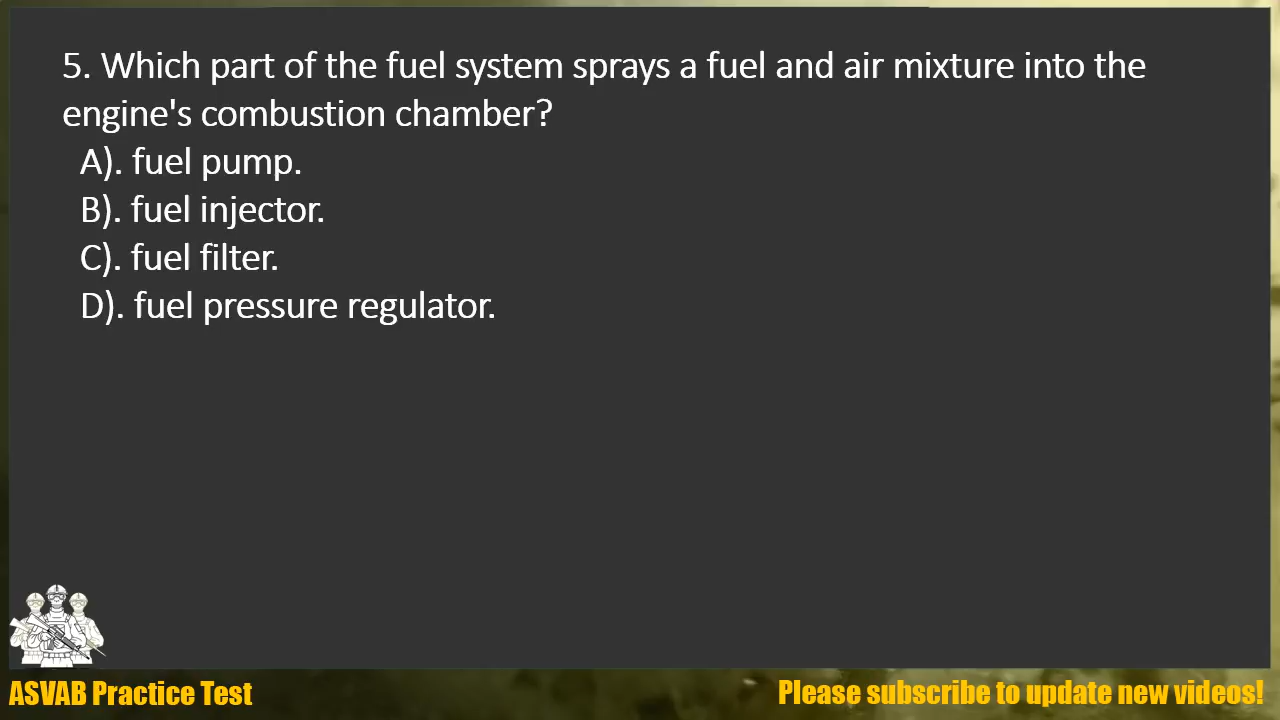 5. Which part of the fuel system sprays a fuel and air mixture into the
engine's combustion chamber?
A). fuel pump.
B). fuel injector.
C). fuel filter.
D). fuel pressure regulator.
ASVAB Practice Test
Please subscribe to update new videos!